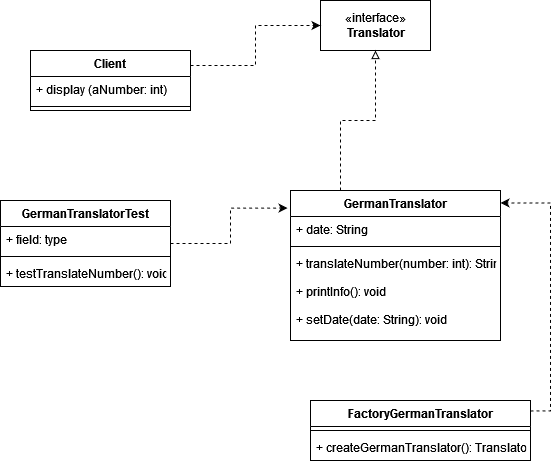 «interface»
Translator
Client
+ display (aNumber: int)
GermanTranslatorTest
+ field: type
+ testTranslateNumber(): voic
GermanTranslator
+ date: String
+ translateNumber(number: int): Strin
+ printInfo(): void
+ setDate(date: String): void
FactoryGermanTranslator
+ createGermanTranslator(): Translato